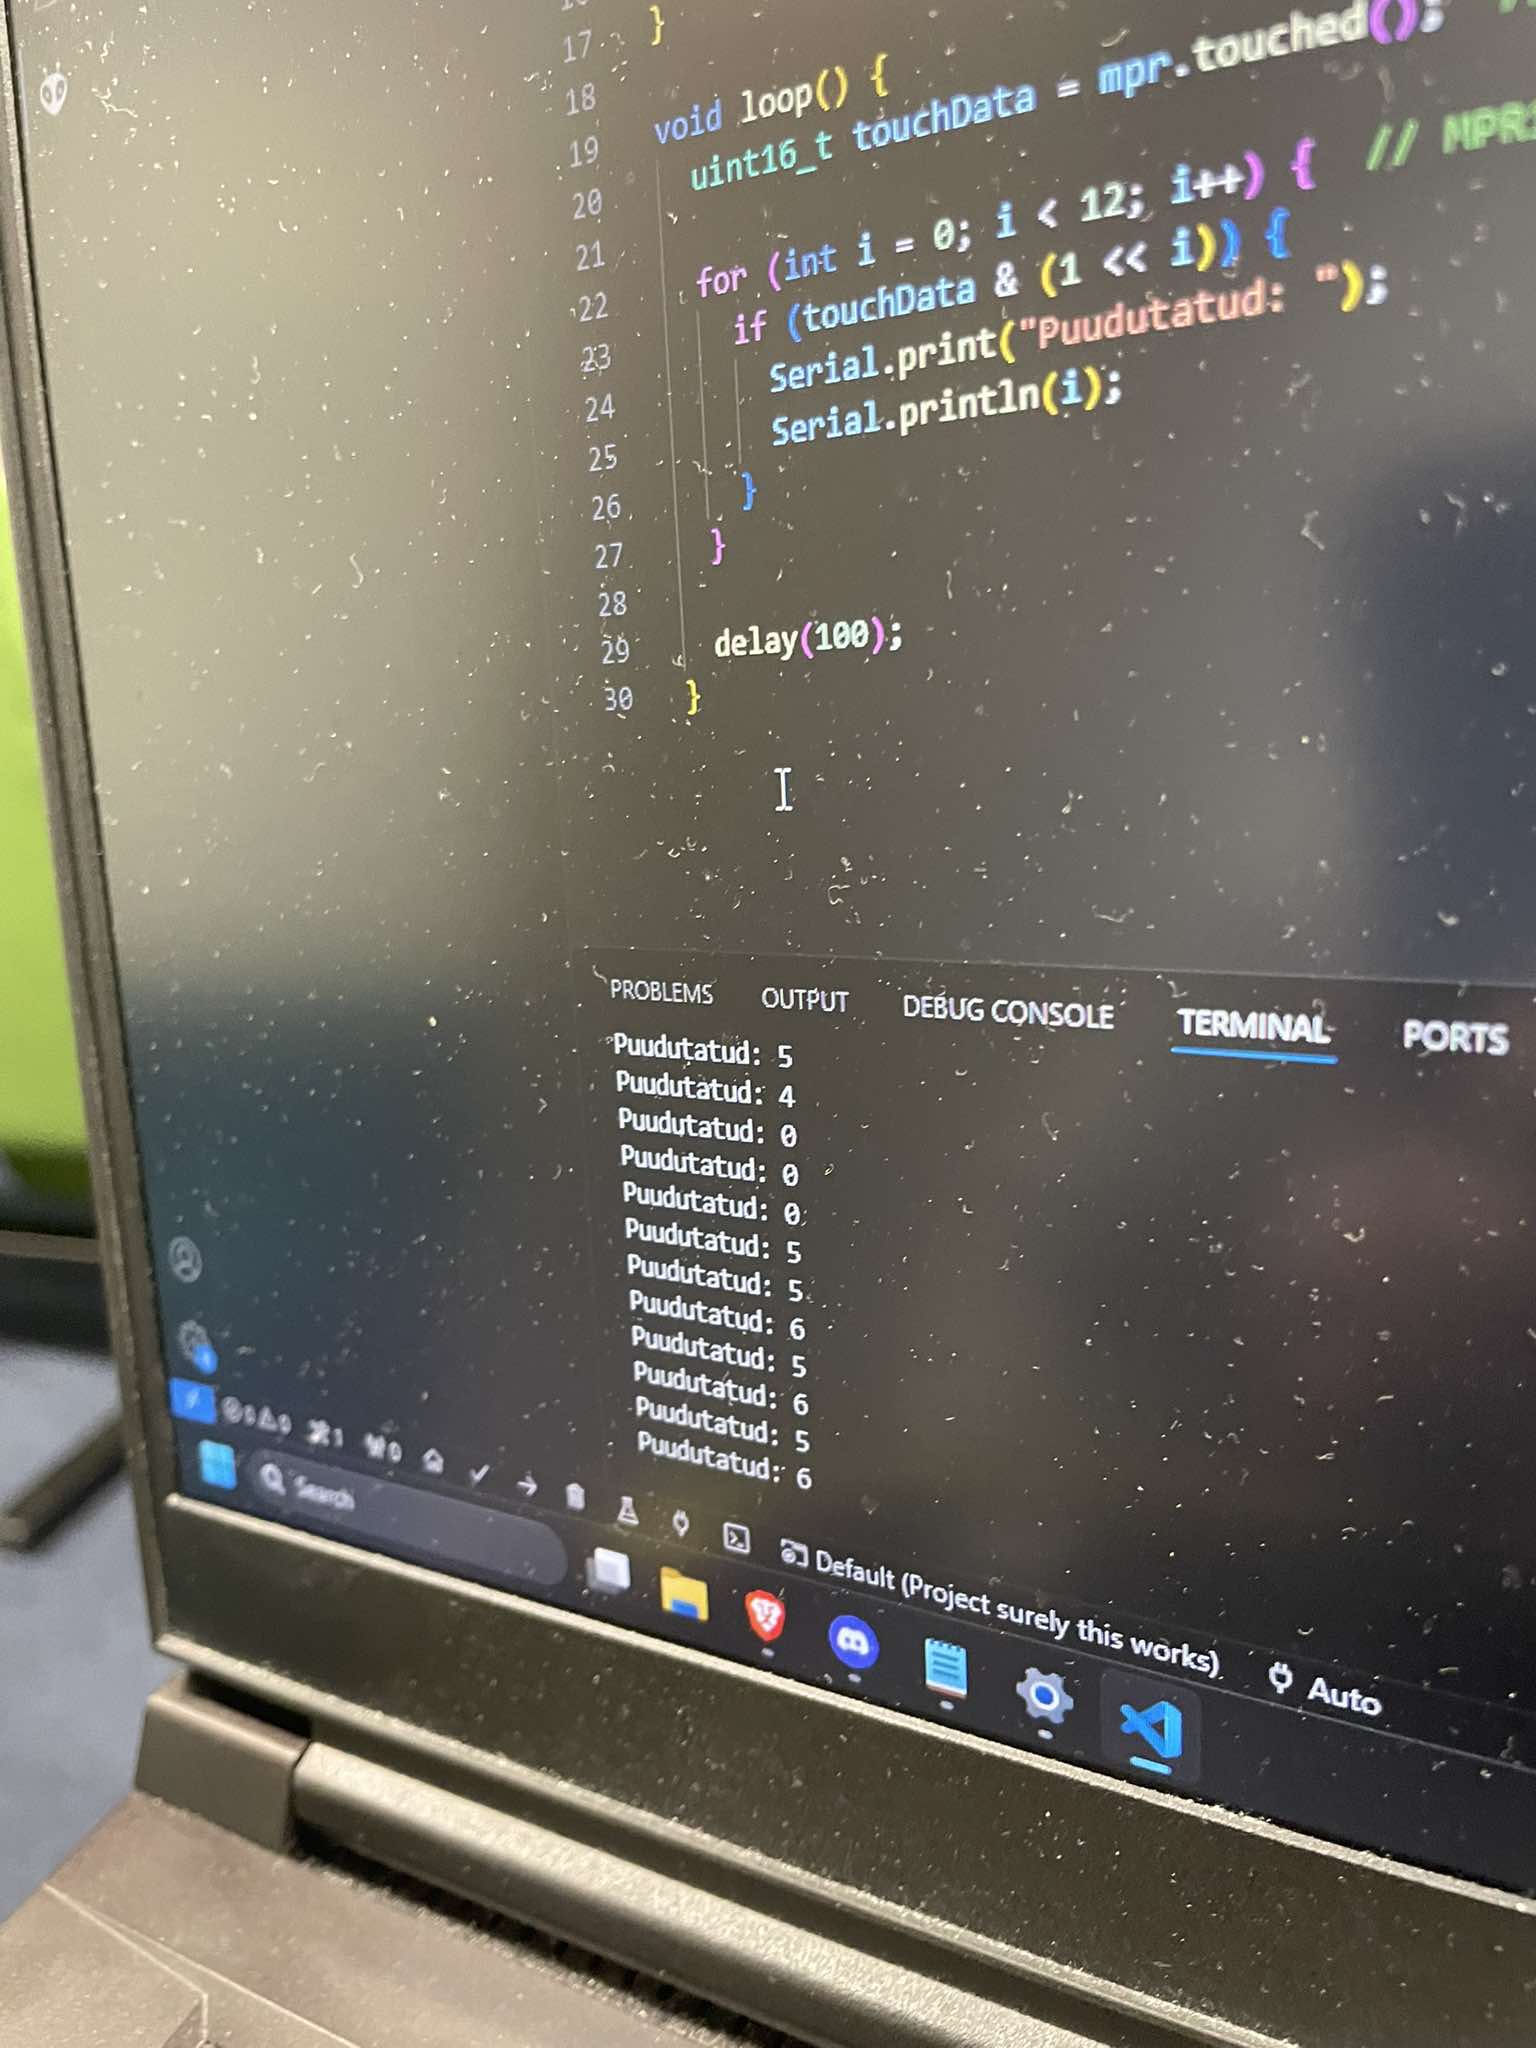 17 }
18
19 void loop() {
20 uint16_t touchData = mpr.touched();
21
22 for (int i = 0; i < 12; i++) { // MPR
23 if (touchData & (1 << i)) {
24 Serial.print("Puudutatud: ");
25 Serial.println(i);
26 }
27 }
28
29 delay(100);
30 }
PROBLEMS OUTPUT DEBUG CONSOLE TERMINAL PORTS
Puudutatud: 5
Puudutatud: 4
Puudutatud: 0
Puudutatud: 0
Puudutatud: 0
Puudutatud: 5
Puudutatud: 5
Puudutatud: 6
Puudutatud: 5
Puudutatud: 6
Puudutatud: 5
Puudutatud: 6
0 0 1 0 Default (Project surely this works) Auto
Search